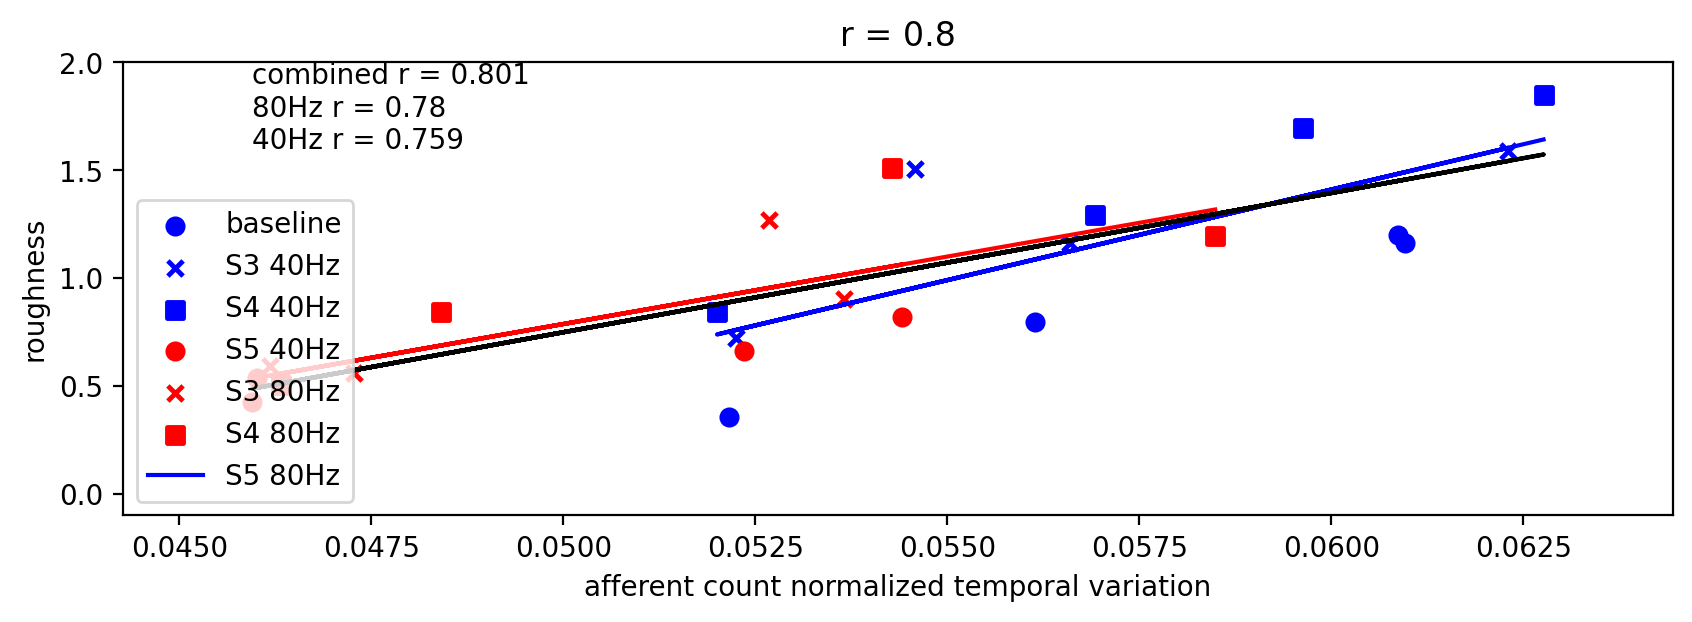 r = 0.8
combined r = 0.801
80Hz r = 0.78
40Hz r = 0.759
2.0
1.5
1.0
0.5
0.0
roughness
baseline
S3 40Hz
S4 40Hz
S5 40Hz
S3 80Hz
S4 80Hz
S5 80Hz
0.0450 0.0475 0.0500 0.0525 0.0550 0.0575 0.0600 0.0625
afferent count normalized temporal variation